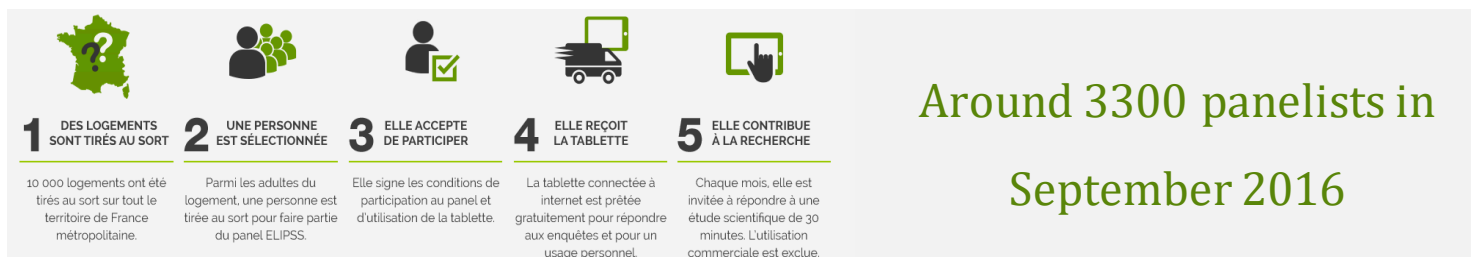 1 DES LOGEMENTS
SONT TIRÉS AU SORT
10 000 logements ont été
tirés au sort sur tout le
territoire de France
métropolitaine.
2 UNE PERSONNE
EST SÉLECTIONNÉE
Parmi les adultes du
logement, une personne est
tirée au sort pour faire partie
du panel ELIPSS.
3 ELLE ACCEPTE
DE PARTICIPER
Elle signe les conditions de
participation au panel et
d'utilisation de la tablette.
4 ELLE REÇOIT
LA TABLETTE
La tablette connectée à
internet est prêtée
gratuitement pour répondre
aux enquêtes et pour un
usage personnel.
5 ELLE CONTRIBUE
À LA RECHERCHE
Chaque mois, elle est
invitée à répondre à une
étude scientifique de 30
minutes. L'utilisation
commerciale est exclue.
Around 3300 panelists in
September 2016